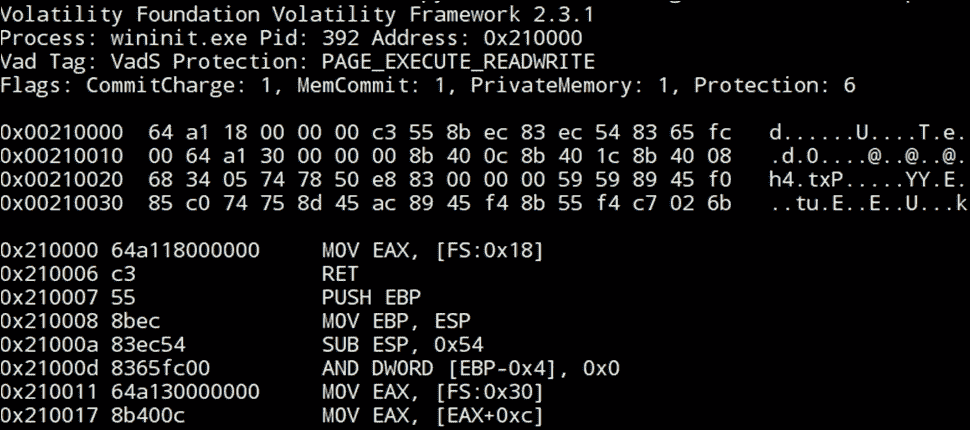 Volatility Foundation Volatility Framework 2.3.1
Process: wininit.exe Pid: 392 Address: 0x210000
Vad Tag: VadS Protection: PAGE_EXECUTE_READWRITE
Flags: CommitCharge: 1, MemCommit: 1, PrivateMemory: 1, Protection: 6
0x00210000  64 a1 18 00 00 00 c3 55 8b ec 83 ec 54 83 65 fc   d......U....T.e.
0x00210010  00 64 a1 30 00 00 00 8b 40 0c 8b 40 1c 8b 40 08   .d.0....@..@..@.
0x00210020  68 34 05 74 78 50 e8 83 00 00 00 59 59 89 45 f0   h4.txP.....YY.E.
0x00210030  85 c0 74 75 8d 45 ac 89 45 f4 8b 55 f4 c7 02 6b   ..tu.E..E..U...k
0x210000 64a118000000     MOV EAX, [FS:0x18]
0x210006 c3               RET
0x210007 55               PUSH EBP
0x210008 8bec             MOV EBP, ESP
0x21000a 83ec54           SUB ESP, 0x54
0x21000d 8365fc00         AND DWORD [EBP-0x4], 0x0
0x210011 64a130000000     MOV EAX, [FS:0x30]
0x210017 8b400c           MOV EAX, [EAX+0xc]